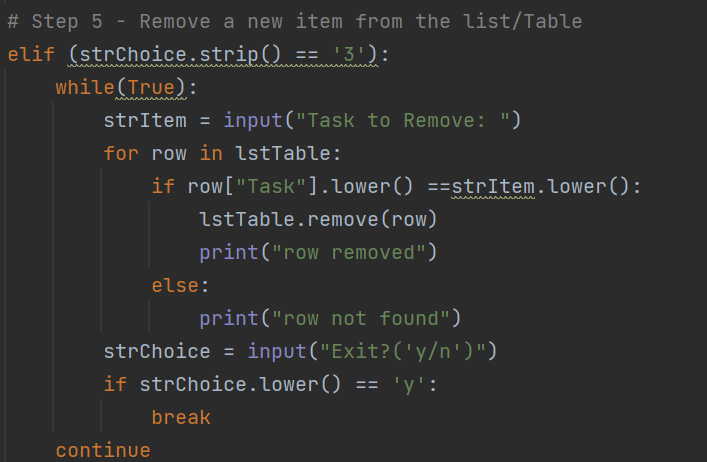 # Step 5 - Remove a new item from the list/Table
elif (strChoice.strip() == '3'):
    while(True):
        strItem = input("Task to Remove: ")
        for row in lstTable:
            if row["Task"].lower() ==strItem.lower():
                lstTable.remove(row)
                print("row removed")
            else:
                print("row not found")
        strChoice = input("Exit?('y/n')")
        if strChoice.lower() == 'y':
            break
    continue